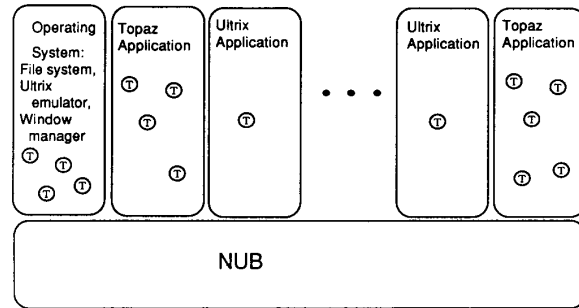 Operating
System:
File system,
Ultrix
emulator,
Window
manager
T
T
T
T
Topaz
Application
T
T
T
T
Ultrix
Application
T
• • •
Ultrix
Application
T
Topaz
Application
T
T
T
T
T
NUB